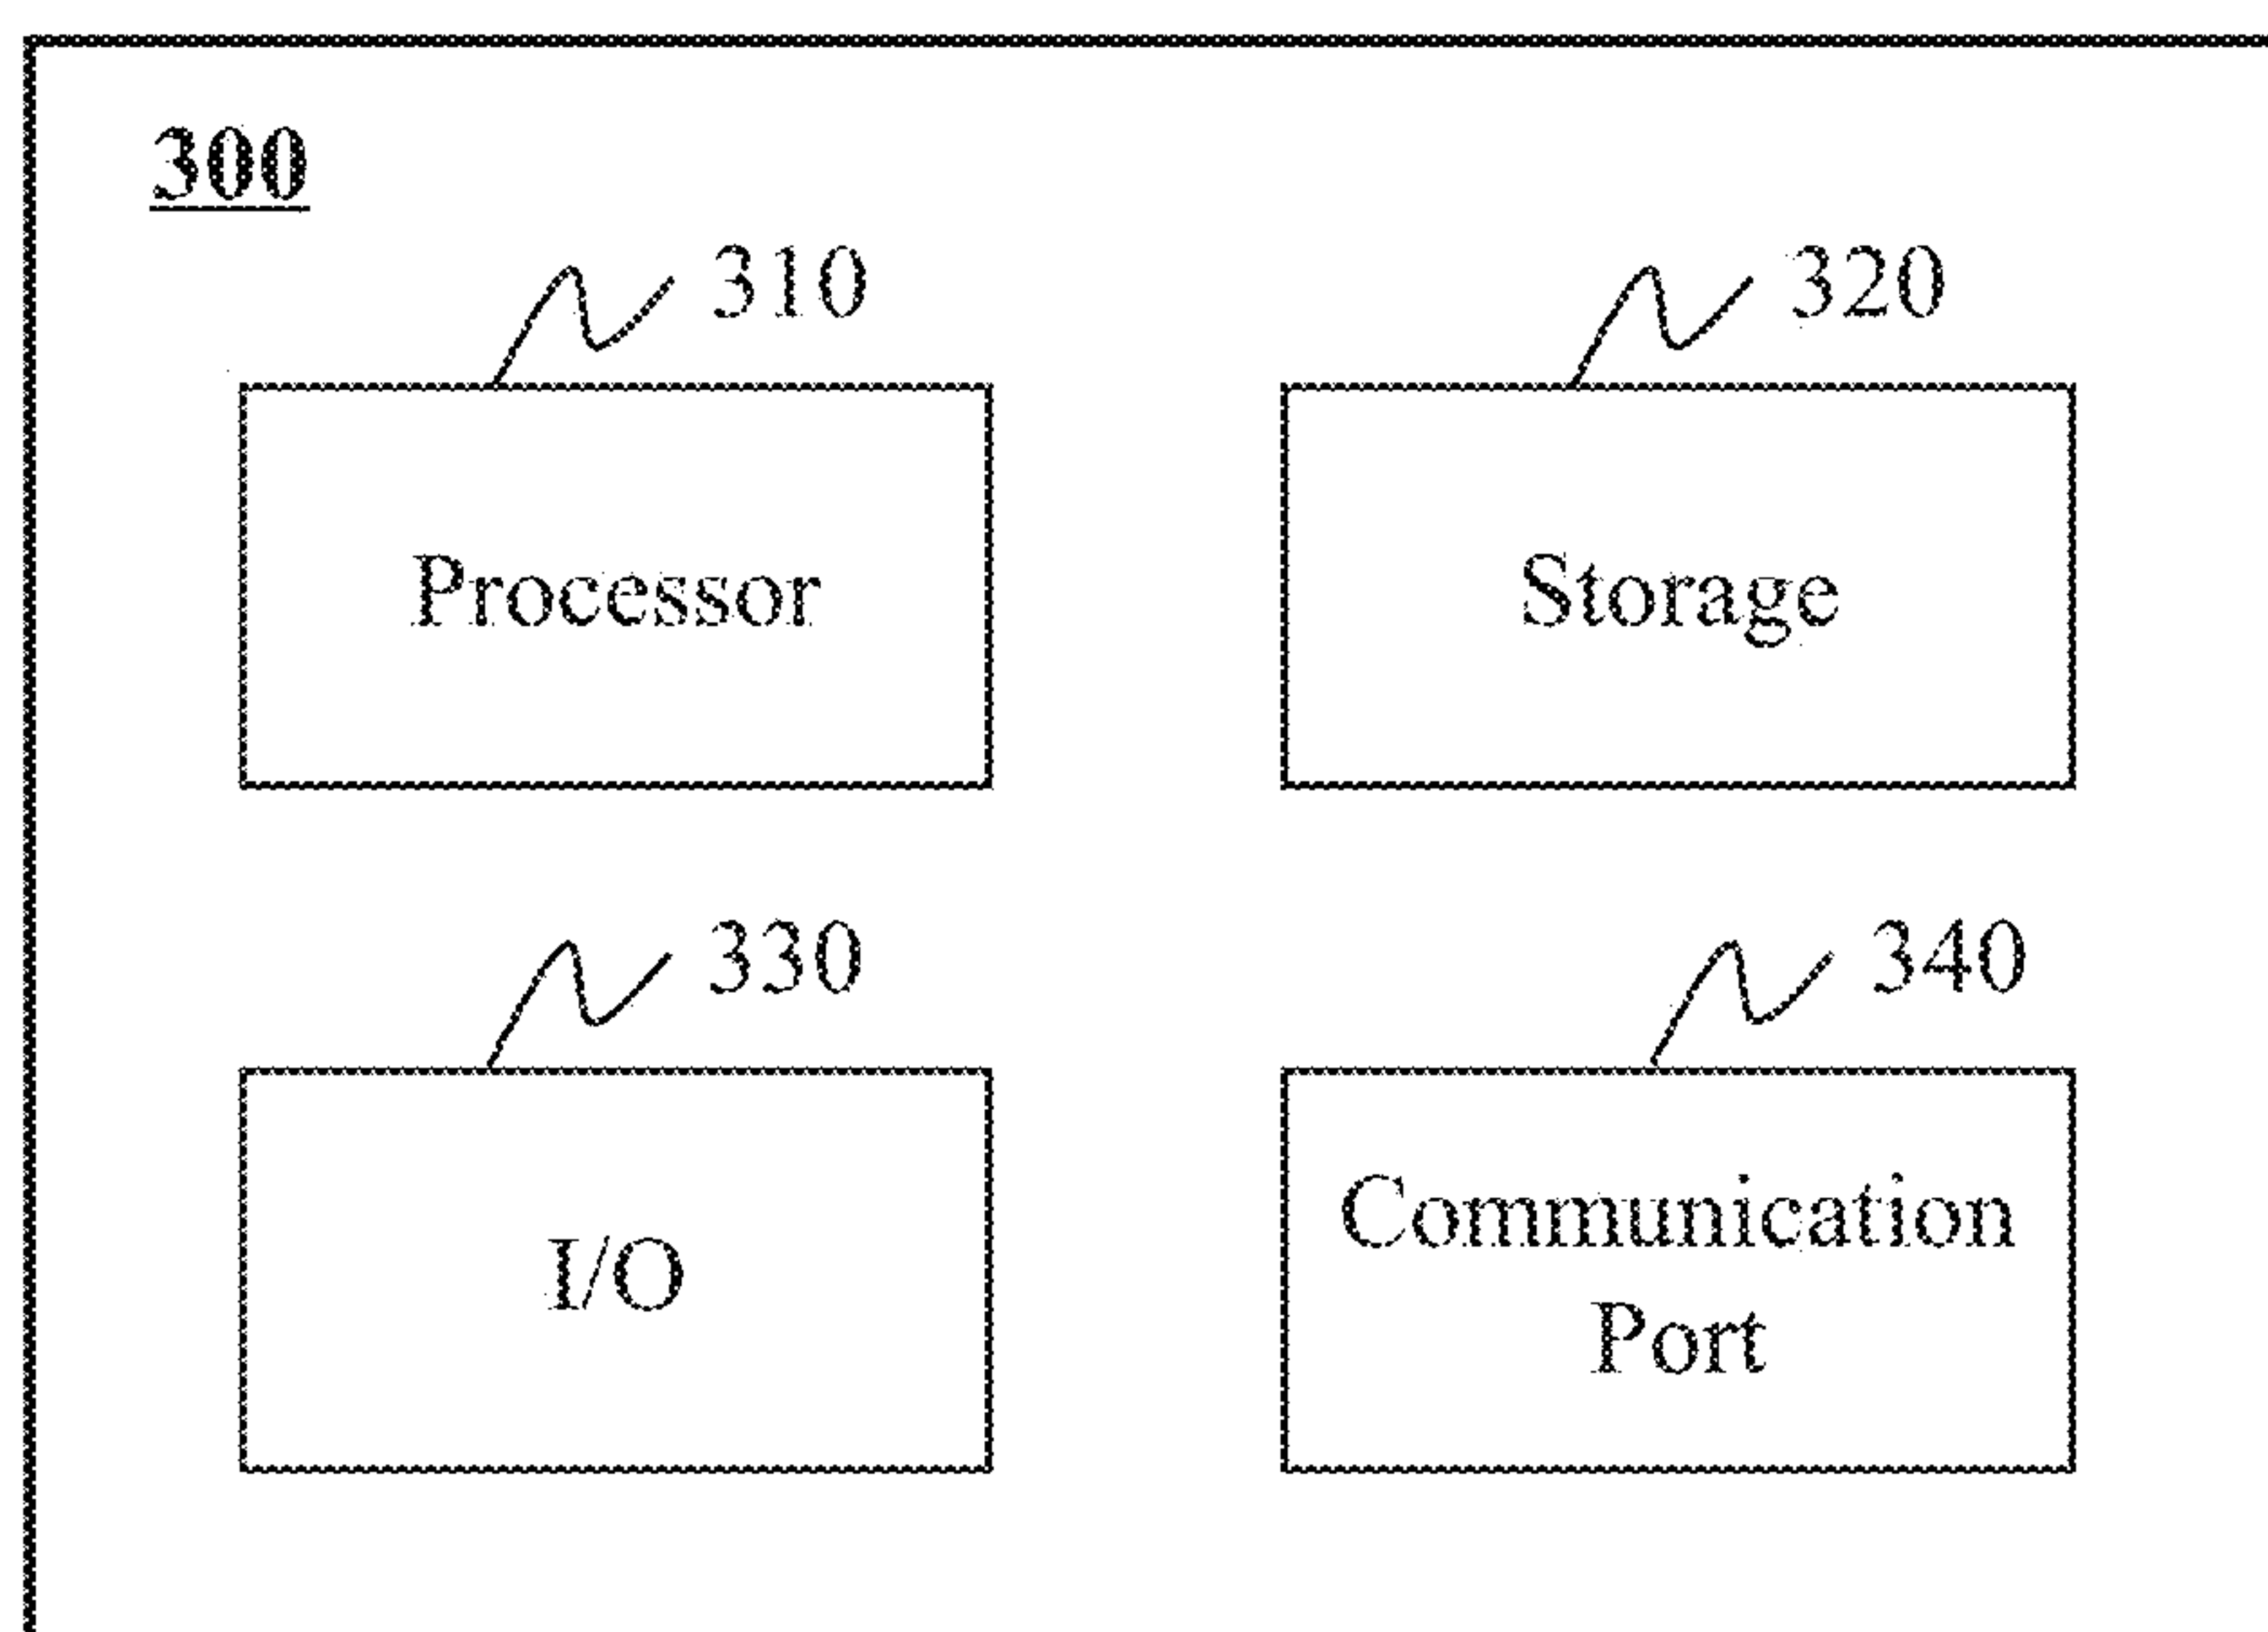 300
310
320
Processor
Storage
330
340
I/O
Communication
Port